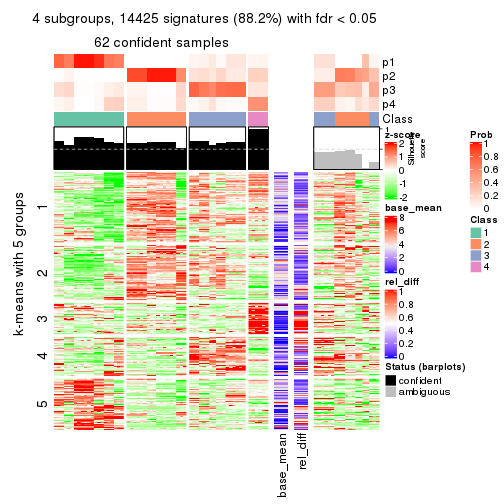 4 subgroups, 14425 signatures (88.2%) with fdr < 0.05
62 confident samples
p1
p2
p3
p4
Class
1
Silhouette
score
k-means with 5 groups
1
2
3
4
5
base_mean
rel_diff
z-score
2
1
0
-1
-2
base_mean
8
6
4
2
0
rel_diff
1
0.8
0.6
0.4
0.2
0
Status (barplots)
confident
ambiguous
Prob
1
0.8
0.6
0.4
0.2
0
Class
1
2
3
4